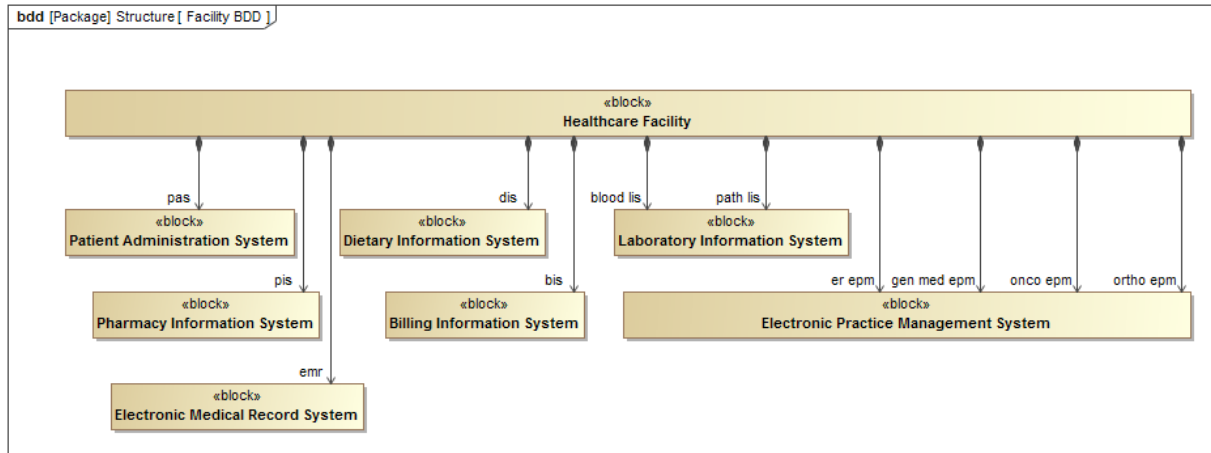 bdd [Package] Structure [ Facility BDD ]
«block»
Healthcare Facility
pas
dis
blood lis
path lis
«block»
Patient Administration System
«block»
Dietary Information System
«block»
Laboratory Information System
pis
bis
er epm
gen med epm
onco epm
ortho epm
«block»
Pharmacy Information System
«block»
Billing Information System
«block»
Electronic Practice Management System
emr
«block»
Electronic Medical Record System